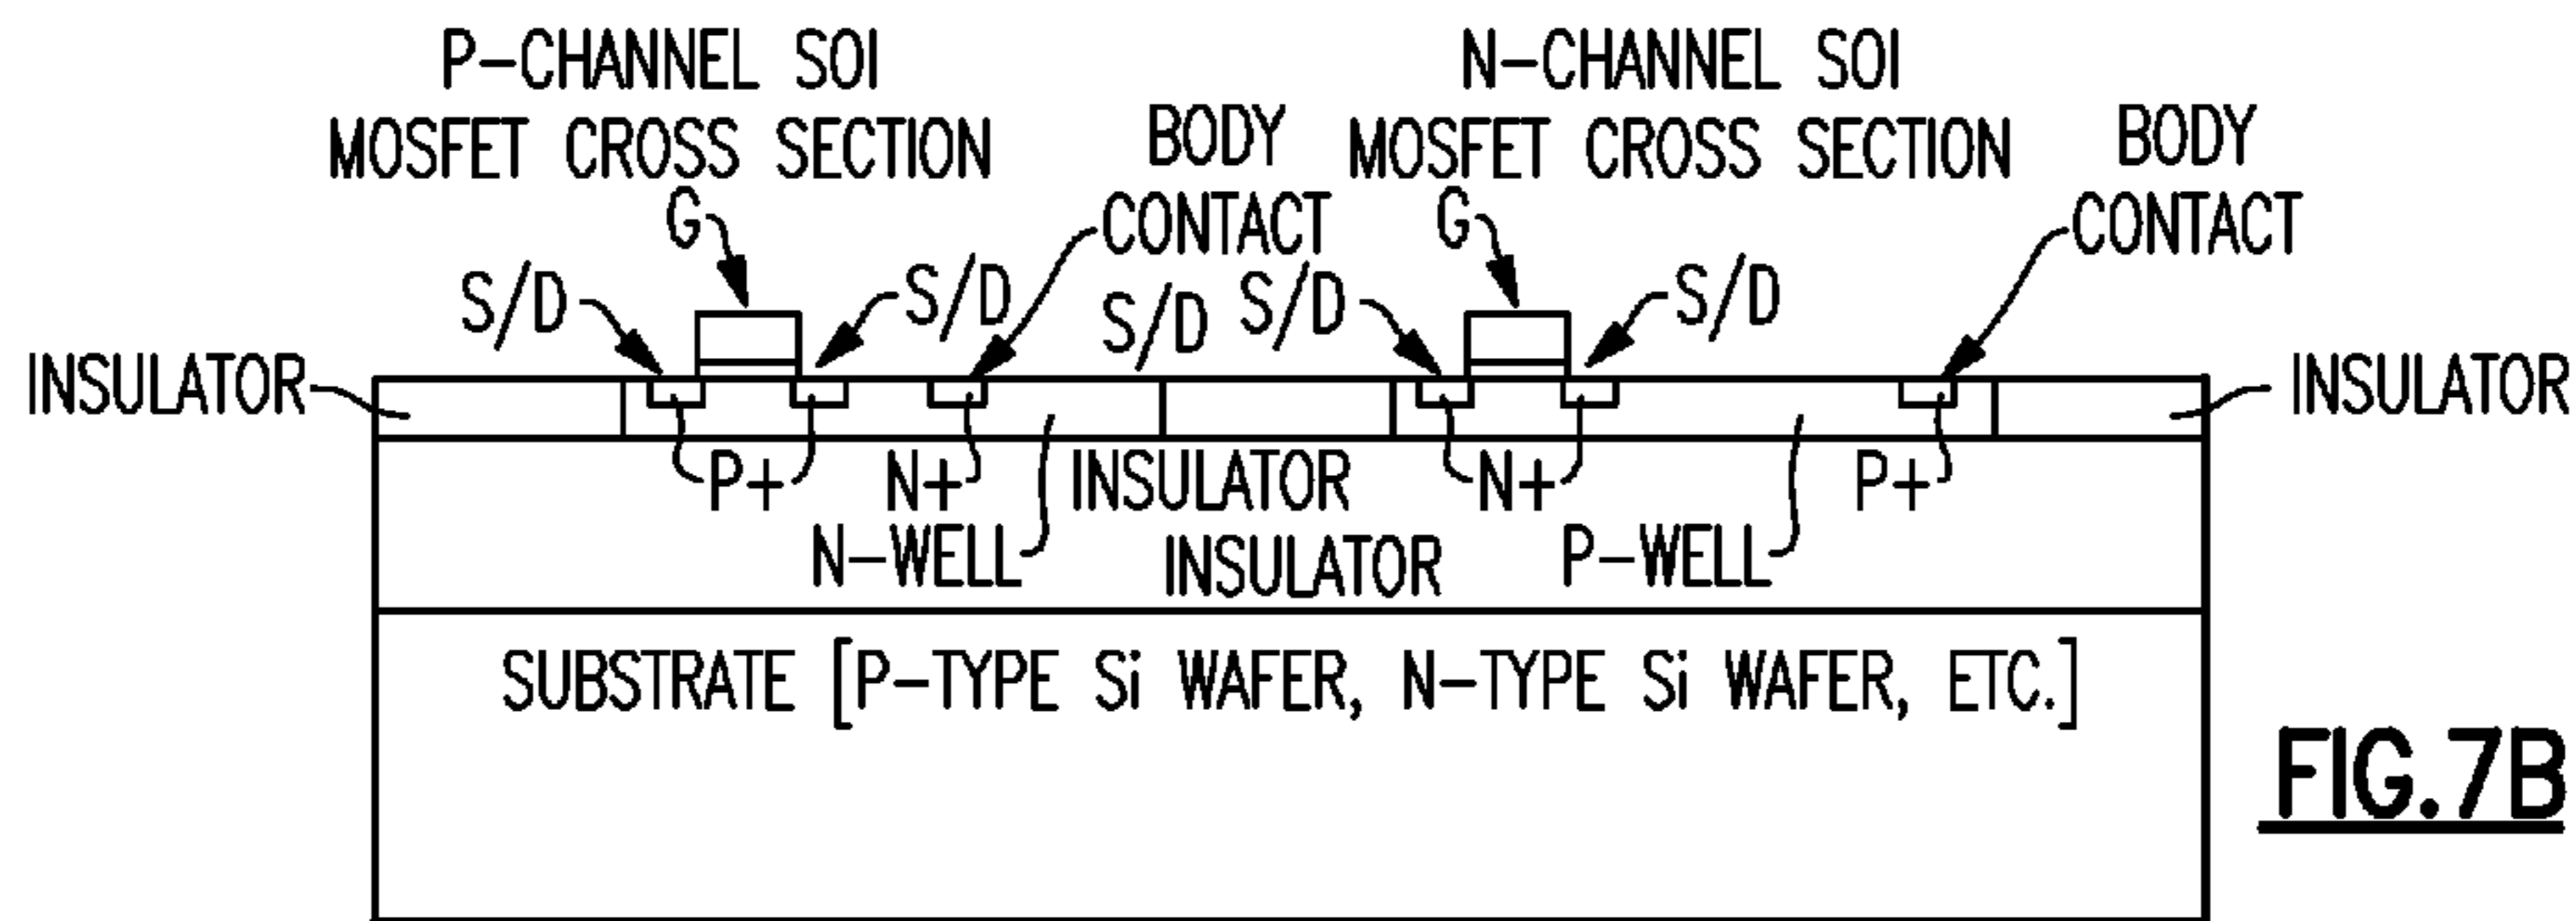 P-CHANNEL SOI
MOSFET CROSS SECTION
N-CHANNEL SOI
MOSFET CROSS SECTION
BODY
CONTACT
BODY
CONTACT
G
G
S/D
S/D
S/D
S/D
S/D
INSULATOR
INSULATOR
P+
N+
INSULATOR
N+
P+
N-WELL
INSULATOR
P-WELL
SUBSTRATE [P-TYPE Si WAFER, N-TYPE Si WAFER, ETC.]
FIG.7B